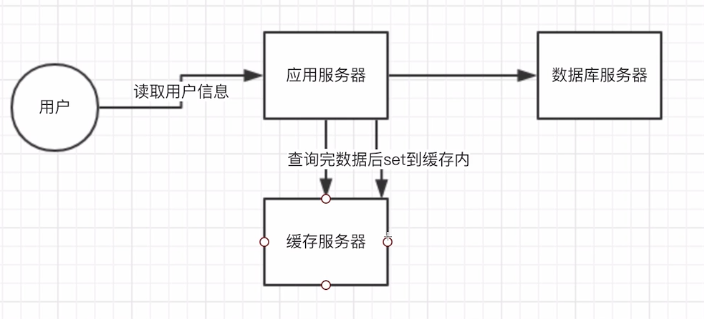 用户
读取用户信息
应用服务器
数据库服务器
查询完数据后set到缓存内
缓存服务器